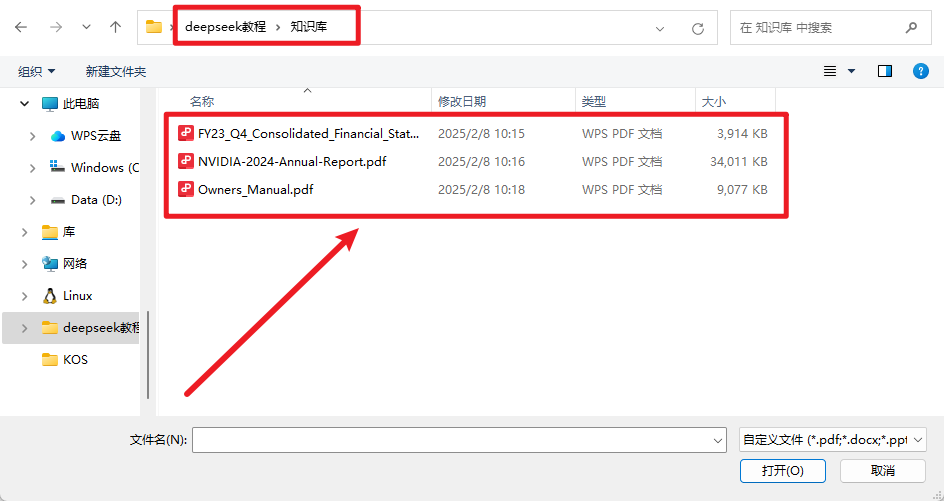 deepseek教程 › 知识库
在 知识库 中搜索
组织 新建文件夹
名称 修改日期 类型 大小
此电脑
WPS云盘
Windows (C
Data (D:)
库
网络
Linux
deepseek教程
KOS
FY23_Q4_Consolidated_Financial_Stat... 2025/2/8 10:15 WPS PDF 文档 3,914 KB
NVIDIA-2024-Annual-Report.pdf 2025/2/8 10:16 WPS PDF 文档 34,011 KB
Owners_Manual.pdf 2025/2/8 10:18 WPS PDF 文档 9,077 KB
文件名(N): 自定义文件 (*.pdf;*.docx;*.ppt
打开(O) 取消